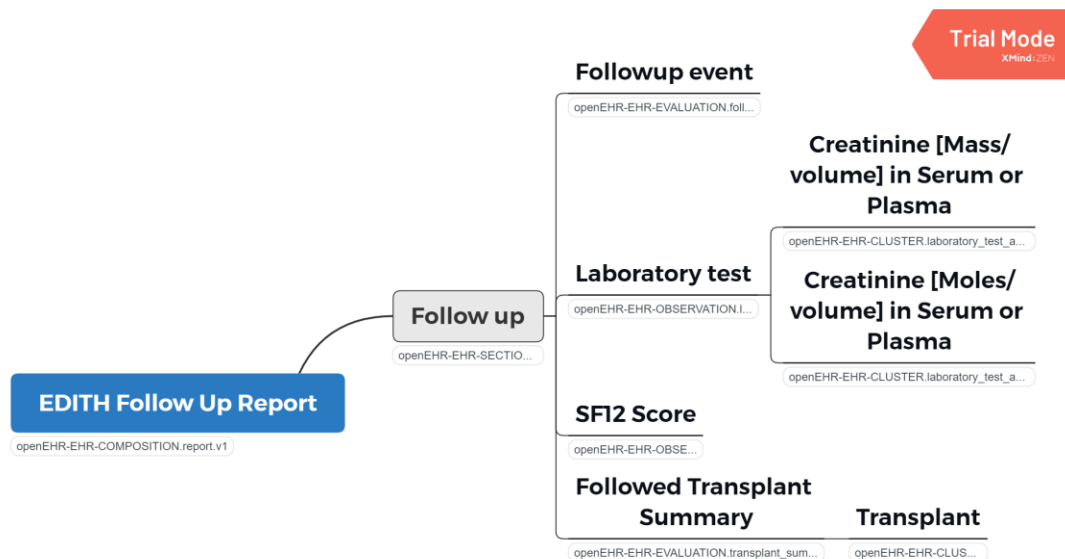 Trial Mode
XMind:ZEN
Followup event
openEHR-EHR-EVALUATION.foll...
Creatinine [Mass/
volume] in Serum or
Plasma
openEHR-EHR-CLUSTER.laboratory_test_a...
Laboratory test
openEHR-EHR-OBSERVATION.l...
Creatinine [Moles/
volume] in Serum or
Plasma
openEHR-EHR-CLUSTER.laboratory_test_a...
Follow up
openEHR-EHR-SECTIO...
EDITH Follow Up Report
openEHR-EHR-COMPOSITION.report.v1
SF12 Score
openEHR-EHR-OBSE...
Followed Transplant
Summary
openEHR-EHR-EVALUATION.transplant_sum...
Transplant
openEHR-EHR-CLUS...